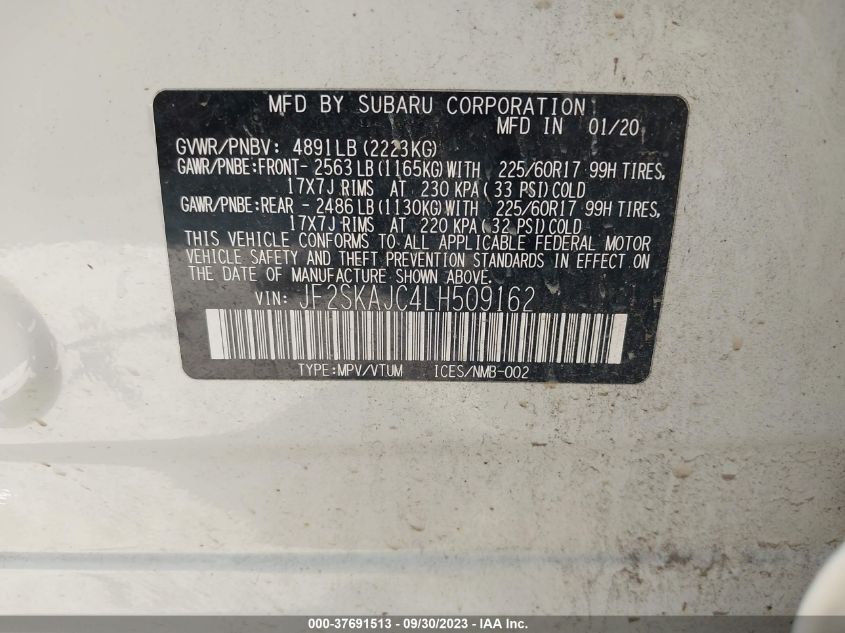 MFD BY SUBARU CORPORATION
MFD IN 01/20
GVWR/PNBV: 4891LB(2223KG)
GAWR/PNBE:FRONT- 2563LB(1165KG)WITH 225/60R17 99H TIRES,
17X7J RIMS AT 230 KPA(33 PSI)COLD
GAWR/PNBE:REAR - 2486LB(1130KG)WITH 225/60R17 99H TIRES,
17X7J RIMS AT 220 KPA(32 PSI)COLD
THIS VEHICLE CONFORMS TO ALL APPLICABLE FEDERAL MOTOR
VEHICLE SAFETY AND THEFT PREVENTION STANDARDS IN EFFECT ON
THE DATE OF MANUFACTURE SHOWN ABOVE.
VIN: JF2SKAJC4LH509162
TYPE:MPV/VTUM ICES/NMB-002
000-37691513 - 09/30/2023 - © IAA, Inc.